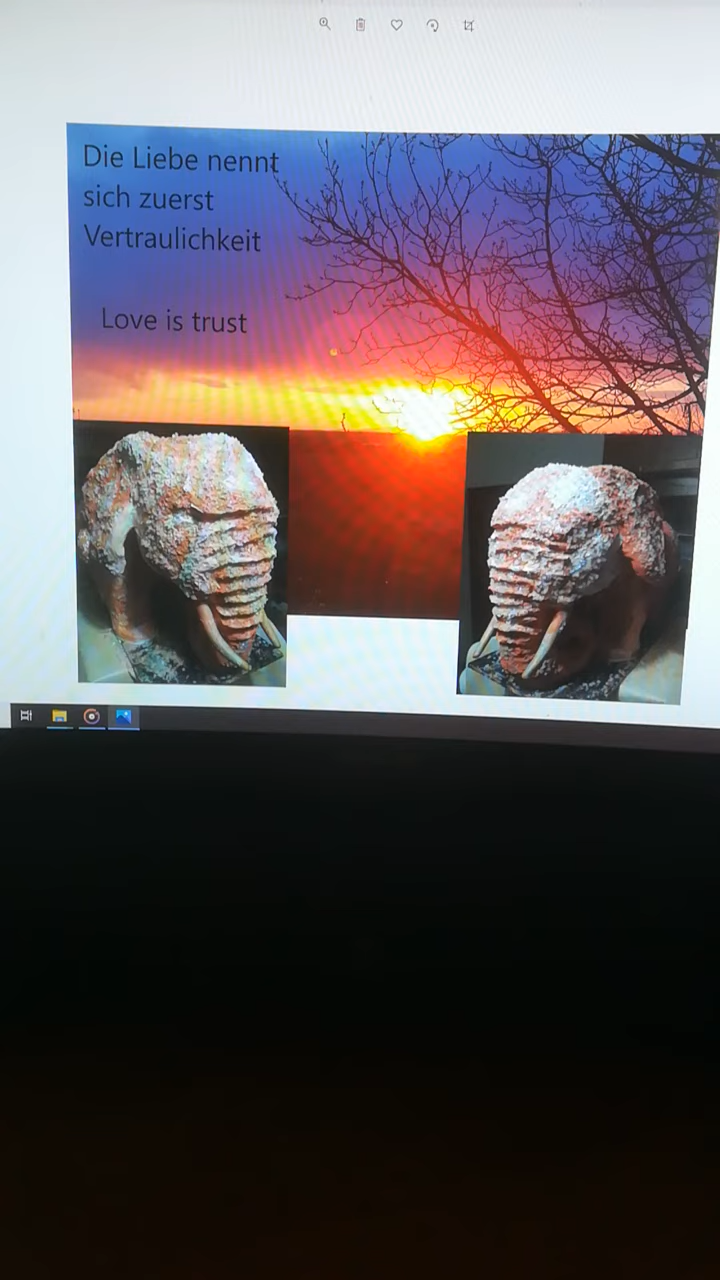 Die Liebe nennt
sich zuerst
Vertraulichkeit
Love is trust